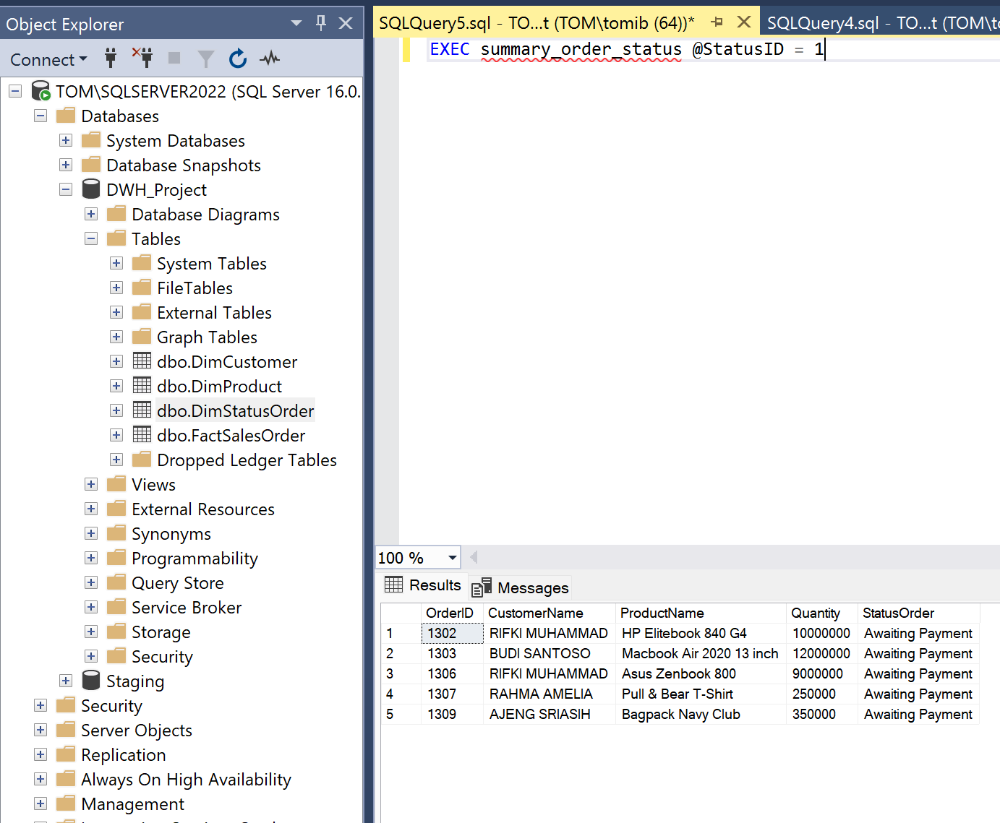 Object Explorer
Connect
TOM\SQLSERVER2022 (SQL Server 16.0.
Databases
System Databases
Database Snapshots
DWH_Project
Database Diagrams
Tables
System Tables
FileTables
External Tables
Graph Tables
dbo.DimCustomer
dbo.DimProduct
dbo.DimStatusOrder
dbo.FactSalesOrder
Dropped Ledger Tables
Views
External Resources
Synonyms
Programmability
Query Store
Service Broker
Storage
Security
Staging
Security
Server Objects
Replication
Always On High Availability
Management
SQLQuery5.sql - TO...t (TOM\tomib (64))* SQLQuery4.sql - TO...t (TOM\to
EXEC summary_order_status @StatusID = 1
100 %
Results Messages
OrderID CustomerName ProductName Quantity StatusOrder
1 1302 RIFKI MUHAMMAD HP Elitebook 840 G4 10000000 Awaiting Payment
2 1303 BUDI SANTOSO Macbook Air 2020 13 inch 12000000 Awaiting Payment
3 1306 RIFKI MUHAMMAD Asus Zenbook 800 9000000 Awaiting Payment
4 1307 RAHMA AMELIA Pull & Bear T-Shirt 250000 Awaiting Payment
5 1309 AJENG SRIASIH Bagpack Navy Club 350000 Awaiting Payment